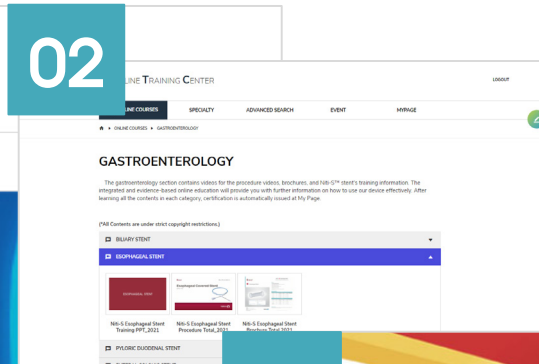 02
LINE TRAINING CENTER
LOGOUT
INE COURSES SPECIALTY ADVANCED SEARCH EVENT MYPAGE
ONLINE COURSES GASTROENTEROLOGY
GASTROENTEROLOGY
The gastroenterology section contains videos for the procedure videos, brochures, and Niti-S™ stent's training information. The
integrated and evidence-based online education will provide you with further information on how to use our device effectively. After
learning all the contents in each category, certification is automatically issued at My Page.
(*All Contents are under strict copyright restrictions.)
BILIARY STENT
ESOPHAGEAL STENT
ESOPHAGEAL STENT
Esophageal Covered Stent
Niti-S Esophageal Stent Niti-S Esophageal Stent Niti-S Esophageal Stent
Training PPT_2021 Procedure Total_2021 Brochure Total 2021
PYLORIC DUODENAL STENT